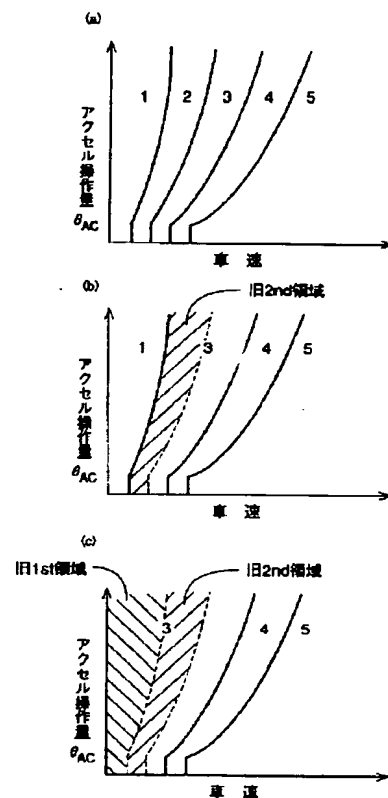 (a)
1 2 3 4 5
アクセル操作量
θAC
車 速
(b)
旧2nd領域
1 3 4 5
アクセル操作量
θAC
車 速
(c)
旧1st領域 旧2nd領域
3 4 5
アクセル操作量
θAC
車 速